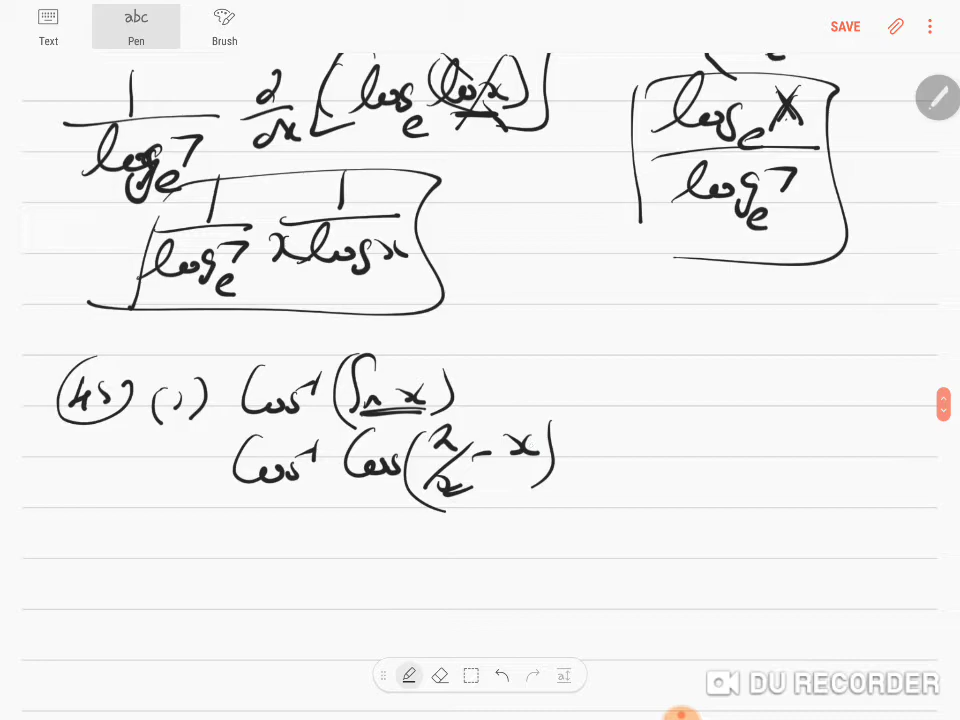 Text
Pen
Brush
SAVE
abc
1/log_e 7 d/dx [log_e (log x)]
log_e x / log_e 7
1/log_e 7 1/x log x
45) (i) Cos^-1 (Sin x)
Cos^-1 Cos(π/2 - x)
DU RECORDER